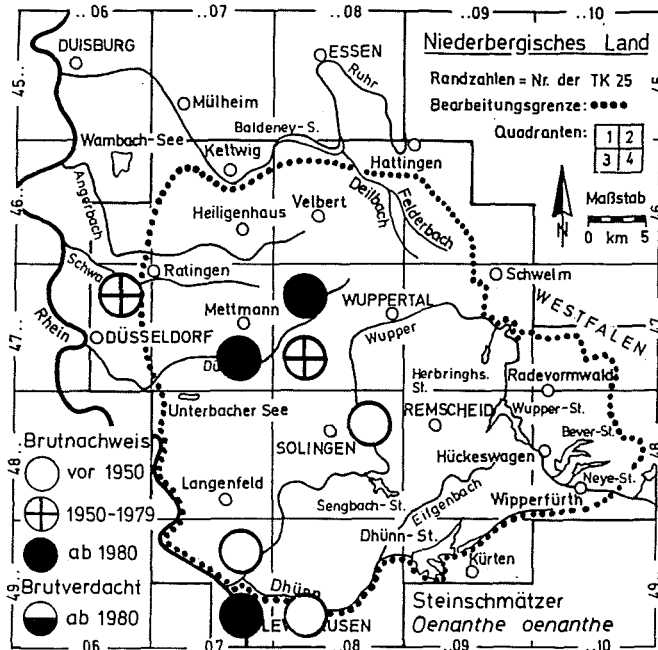 ..06 ..07 ..08 ..09 ..10
DUISBURG
ESSEN
Niederbergisches Land
45..
Ruhr
Randzahlen = Nr. der TK 25
Mülheim
Bearbeitungsgrenze:
Baldeney-S.
Quadranten: 1 2
3 4
Wambach-See
Kettwig
Hattingen
Maßstab
Angerbach
Deilbach
Felderbach
46..
Velbert
Heiligenhaus
N
0 km 5
Schwa
Ratingen
Schwelm
WESTFALEN
Mettmann
WUPPERTAL
Rhein
DÜSSELDORF
Wupper
47..
Dü
Herbringhs.
St.
Radevormwald
Unterbacher See
REMSCHEID
Wupper-St.
Brutnachweis
SOLINGEN
Bever-St.
vor 1950
Hückeswagen
48..
Langenfeld
Neye-St.
1950-1979
Sengbach-St.
Eifgenbach
Wipperfürth
ab 1980
Dhünn-St.
Kürten
Brutverdacht
49..
Dhünn
ab 1980
LEV USEN
Steinschmätzer
Oenanthe oenanthe
..06 ..07 ..08 ..09 ..10